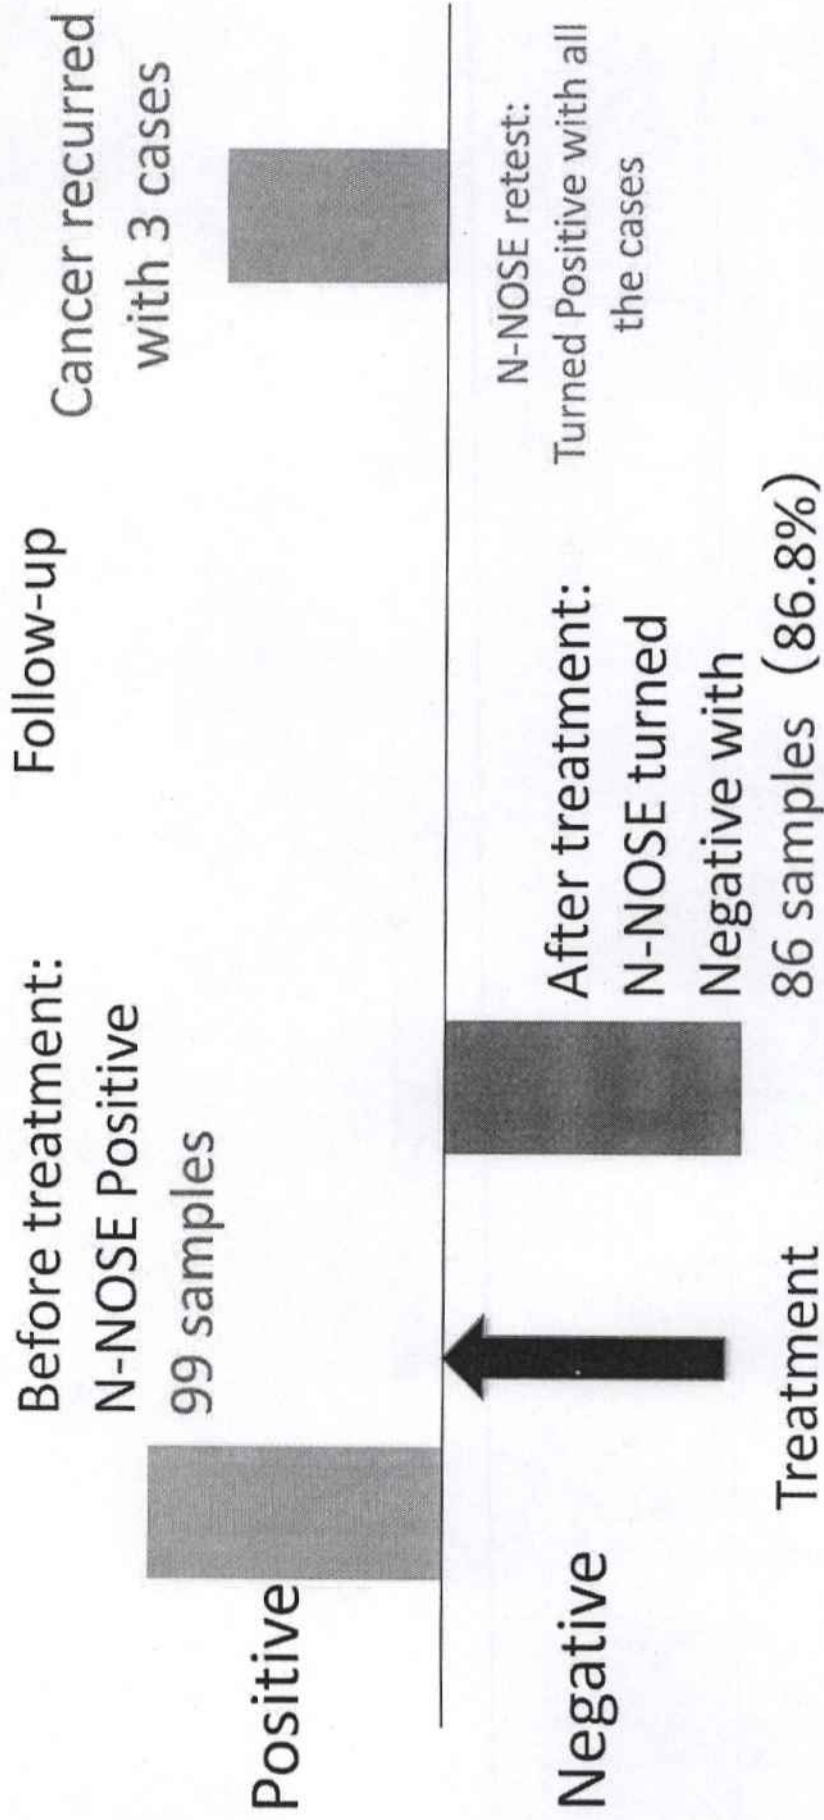 Before treatment:
N-NOSE Positive
99 samples
Follow-up
Cancer recurred
with 3 cases
Positive
Negative
Treatment
After treatment:
N-NOSE turned
Negative with
86 samples (86.8%)
N-NOSE retest:
Turned Positive with all
the cases